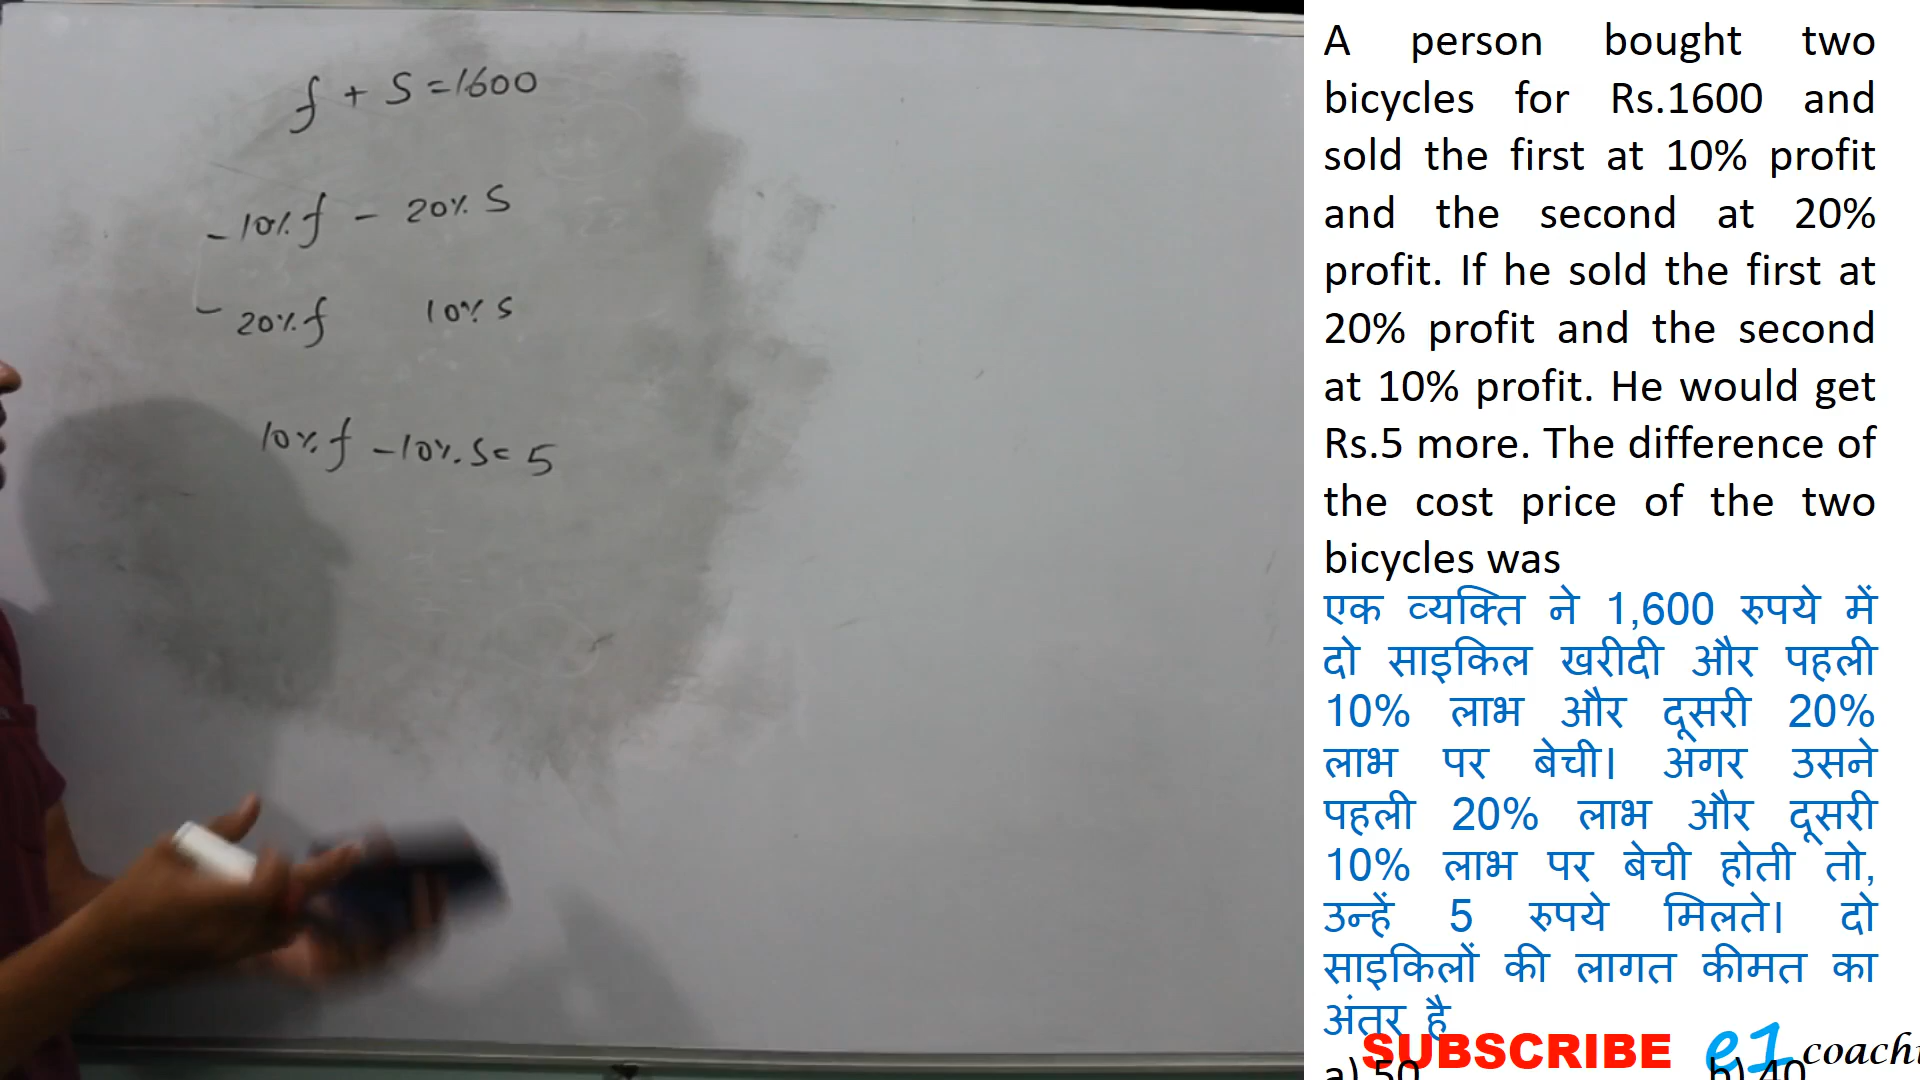 f + S = 1600
- 10% f - 20% S
- 20% f 10% S
10% f - 10% . S = 5
A person bought two
bicycles for Rs.1600 and
sold the first at 10% profit
and the second at 20%
profit. If he sold the first at
20% profit and the second
at 10% profit. He would get
Rs.5 more. The difference of
the cost price of the two
bicycles was
एक व्यक्ति ने 1,600 रुपये में
दो साइकिल खरीदी और पहली
10% लाभ और दूसरी 20%
लाभ पर बेची। अगर उसने
पहली 20% लाभ और दूसरी
10% लाभ पर बेची होती तो,
उन्हें 5 रुपये मिलते। दो
साइकिलों की लागत कीमत का
अंतर है
SUBSCRIBE e1 coachi
a) 50 b) 40